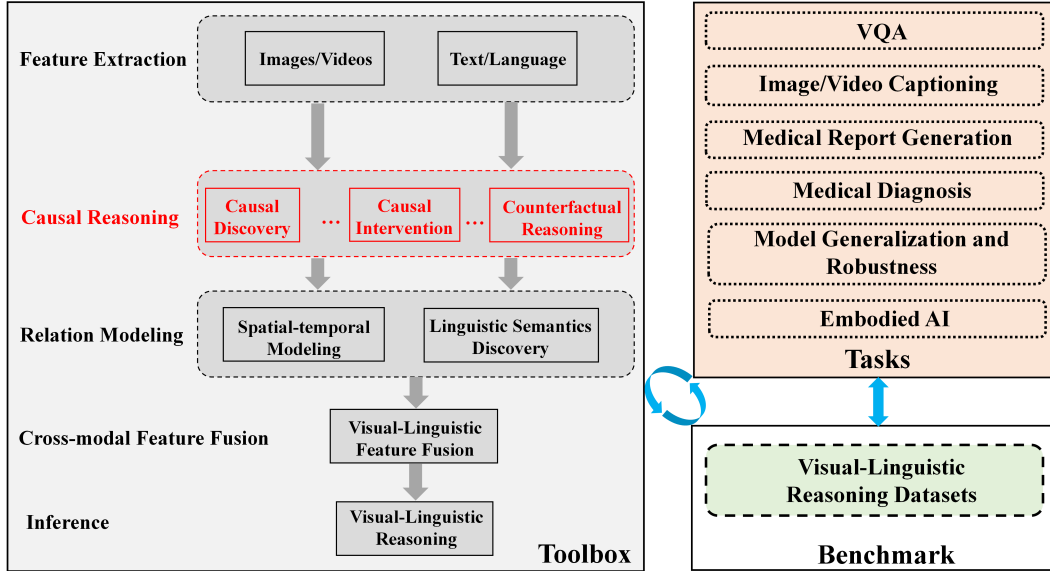 Feature Extraction
Images/Videos
Text/Language
Causal Reasoning
Causal
Discovery
...
Causal
Intervention
...
Counterfactual
Reasoning
Relation Modeling
Spatial-temporal
Modeling
Linguistic Semantics
Discovery
Cross-modal Feature Fusion
Visual-Linguistic
Feature Fusion
Inference
Visual-Linguistic
Reasoning
Toolbox
VQA
Image/Video Captioning
Medical Report Generation
Medical Diagnosis
Model Generalization and
Robustness
Embodied AI
Tasks
Visual-Linguistic
Reasoning Datasets
Benchmark